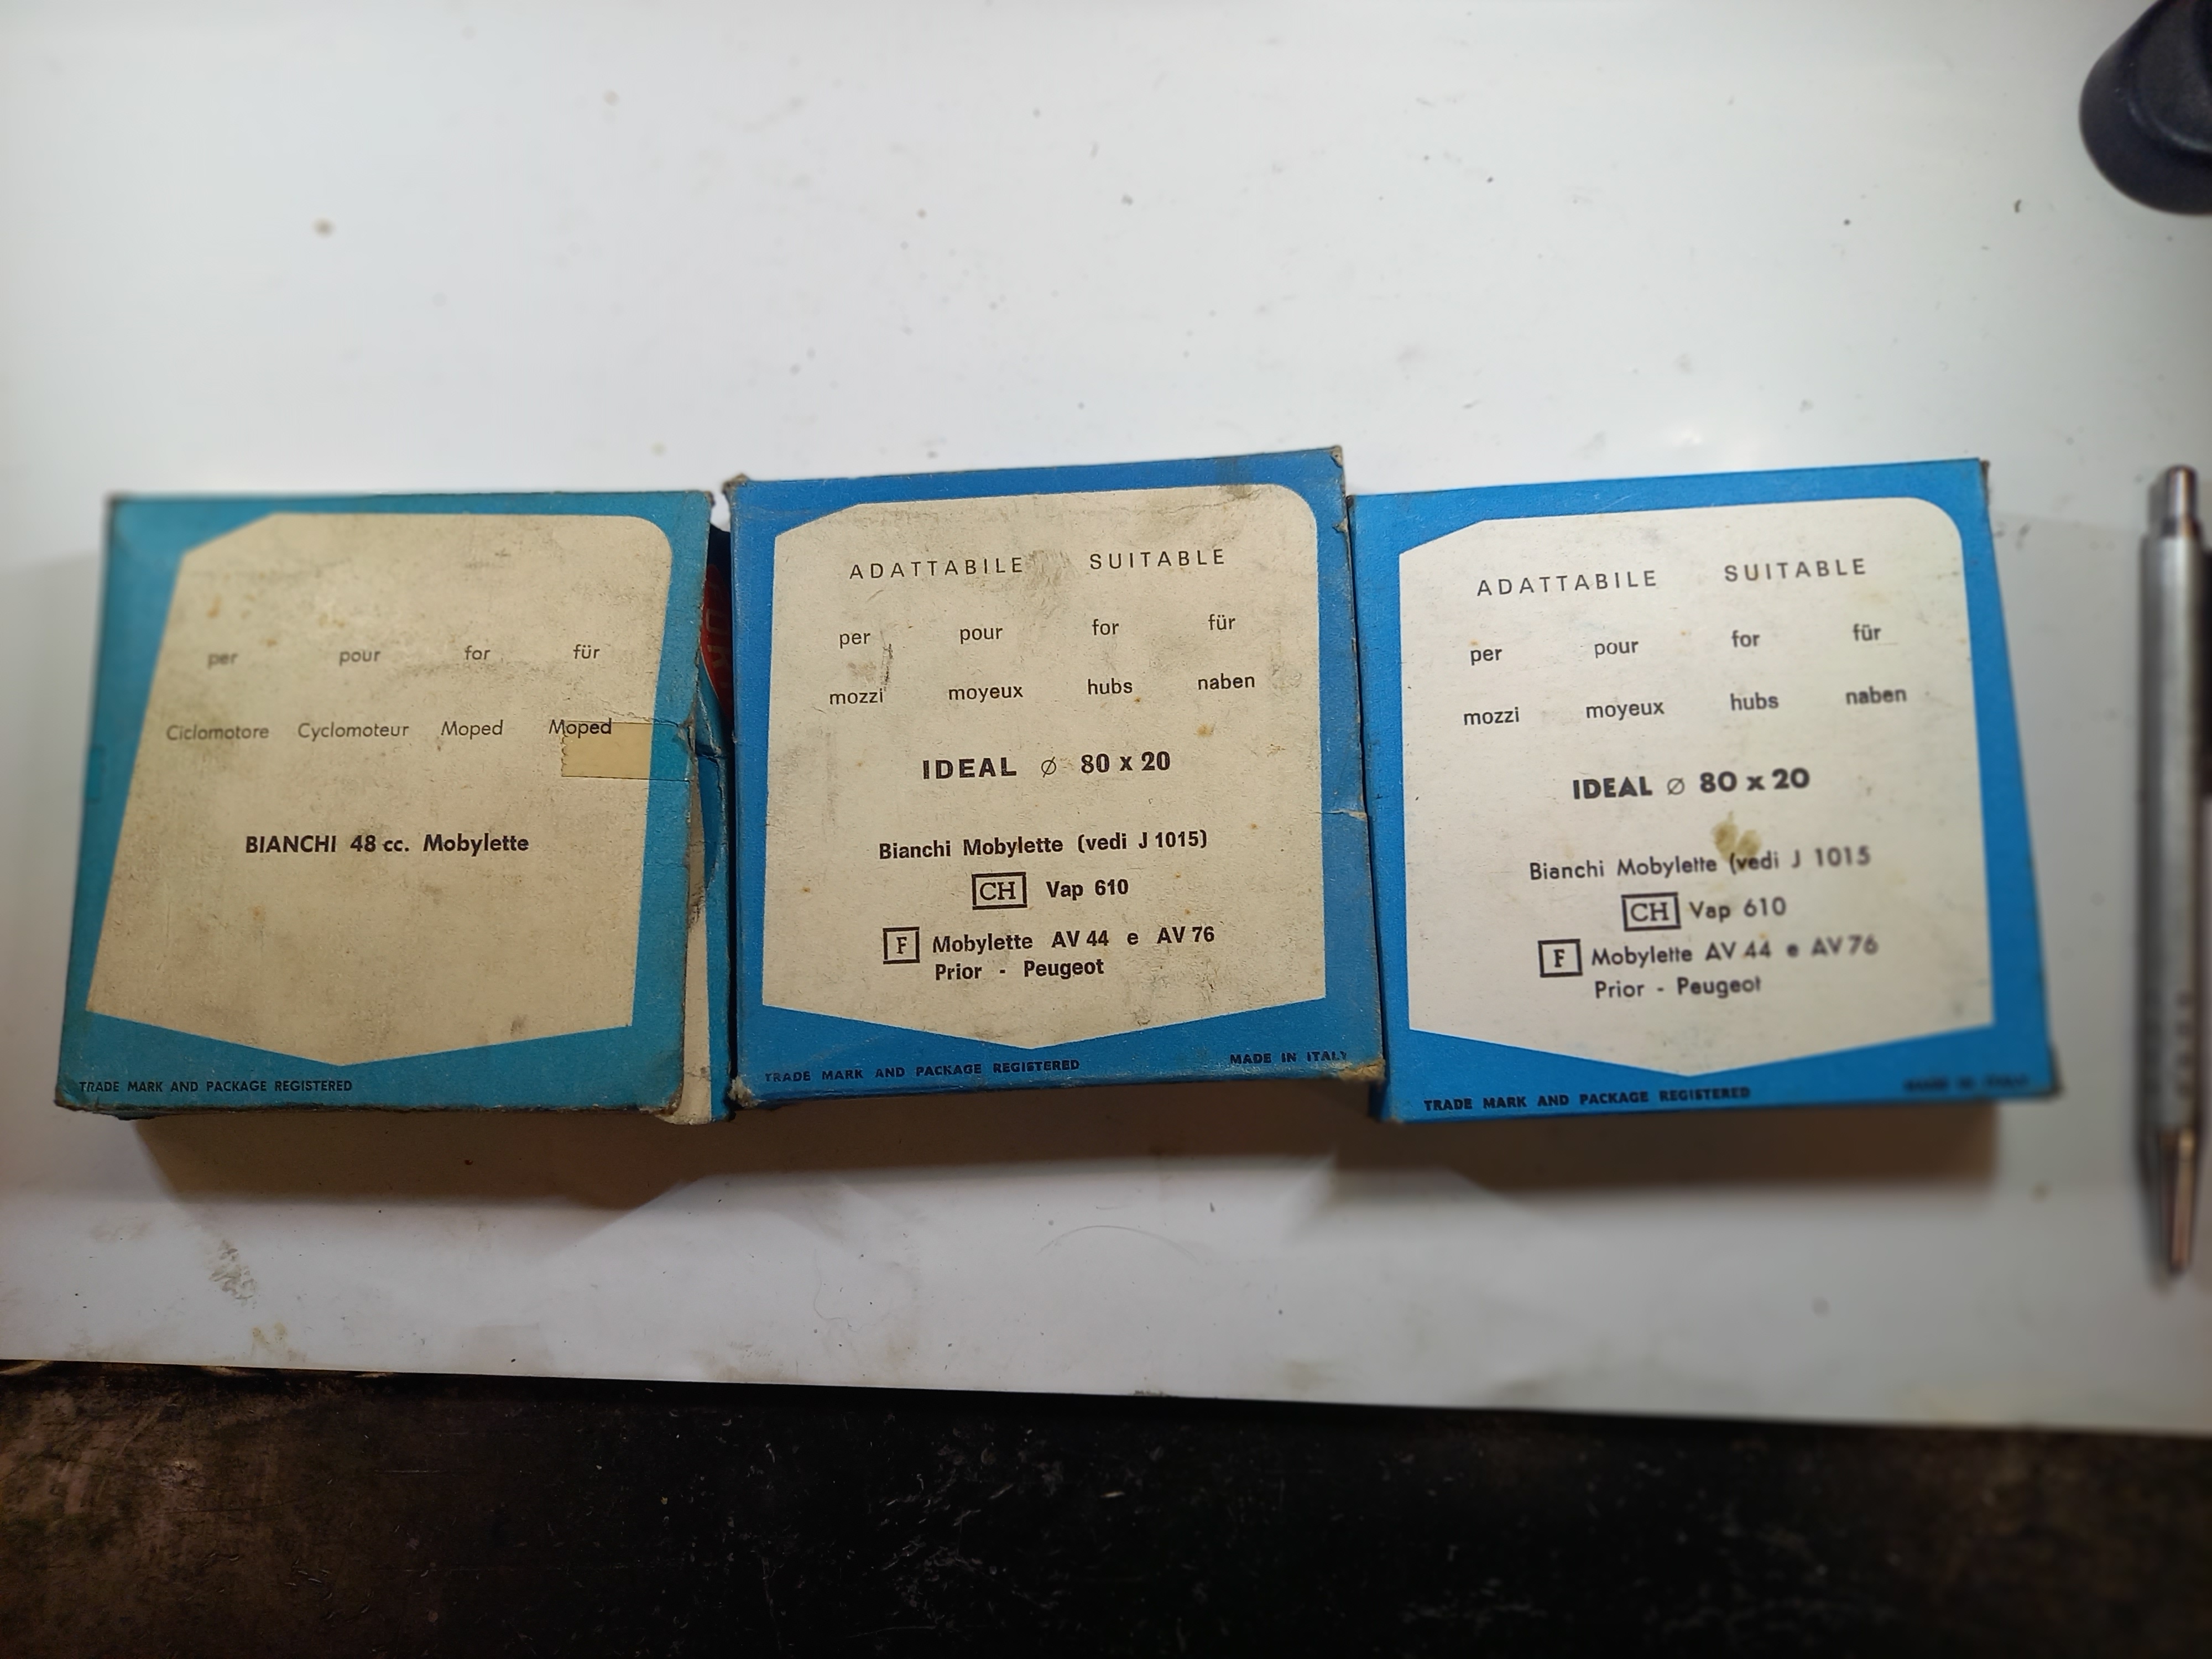 per pour for für
Ciclomotore Cyclomoteur Moped Moped
BIANCHI 48 cc. Mobylette
TRADE MARK AND PACKAGE REGISTERED
ADATTABILE SUITABLE
per pour for für
mozzi moyeux hubs naben
IDEAL ⌀ 80 x 20
Bianchi Mobylette (vedi J 1015)
CH Vap 610
F Mobylette AV 44 e AV 76
Prior - Peugeot
TRADE MARK AND PACKAGE REGISTERED MADE IN ITALY
ADATTABILE SUITABLE
per pour for für
mozzi moyeux hubs naben
IDEAL ⌀ 80 x 20
Bianchi Mobylette (vedi J 1015
CH Vap 610
F Mobylette AV 44 e AV 76
Prior - Peugeot
TRADE MARK AND PACKAGE REGISTERED MADE IN ITALY